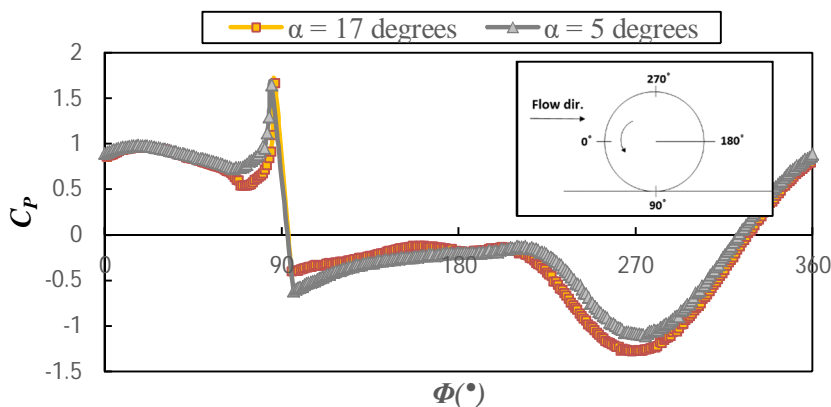 α = 17 degrees α = 5 degrees
2
1.5
1
0.5
0
-0.5
-1
-1.5
0 90 180 270 360
C_P
Φ(°)
270°
Flow dir.
0°
180°
90°